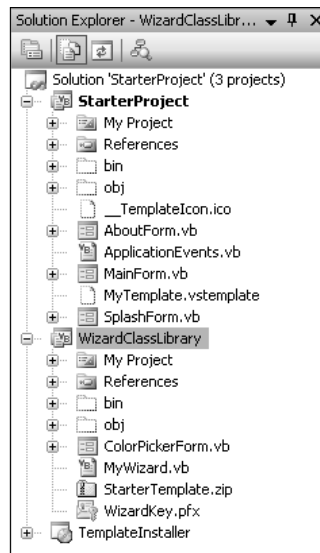 Solution Explorer - WizardClassLibr...
Solution 'StarterProject' (3 projects)
StarterProject
My Project
References
bin
obj
__TemplateIcon.ico
AboutForm.vb
ApplicationEvents.vb
MainForm.vb
MyTemplate.vstemplate
SplashForm.vb
WizardClassLibrary
My Project
References
bin
obj
ColorPickerForm.vb
MyWizard.vb
StarterTemplate.zip
WizardKey.pfx
TemplateInstaller